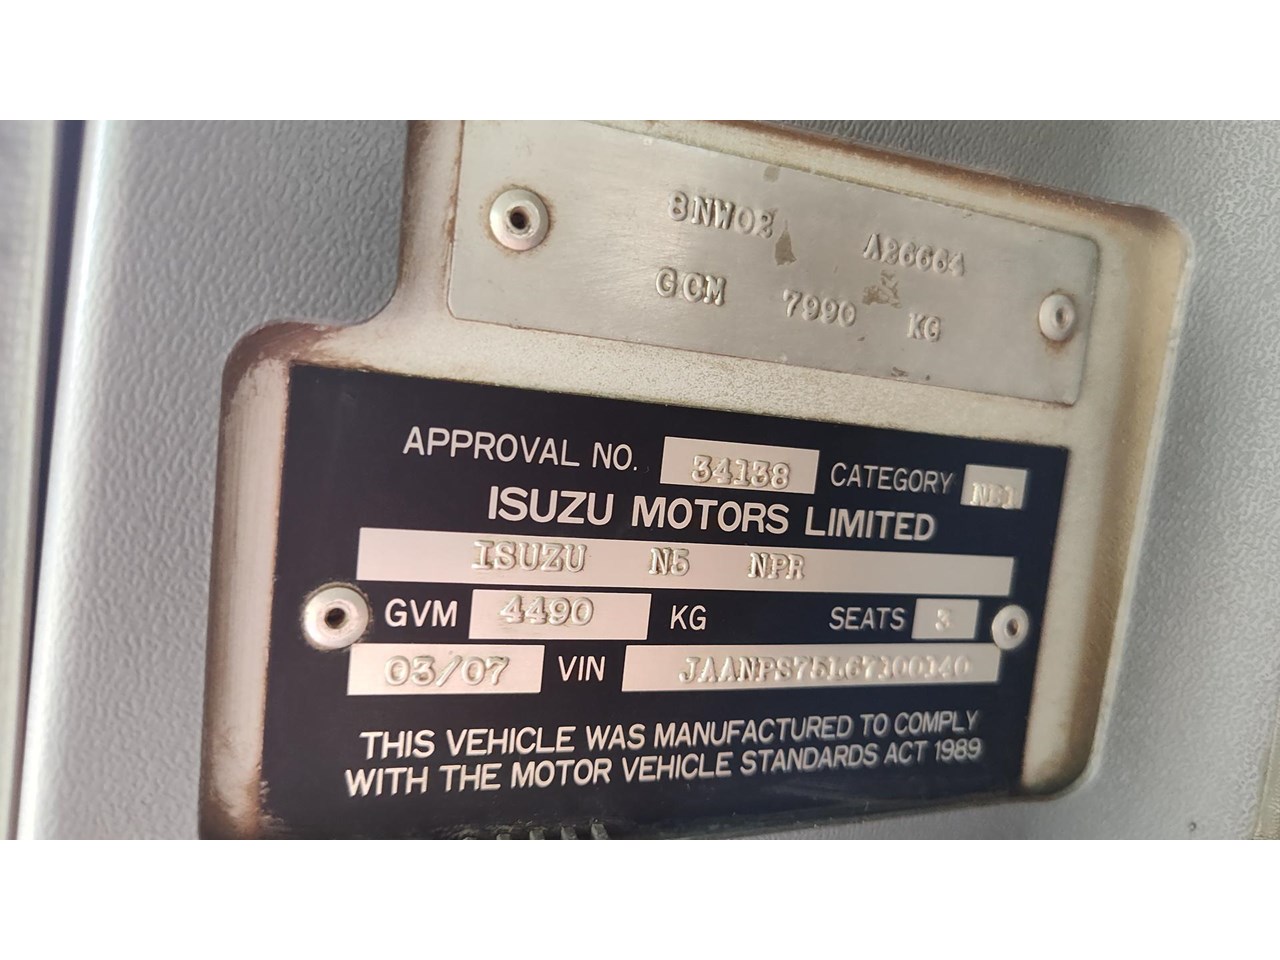 8NW02 A26664
GCM 7990 KG
APPROVAL NO. 34138 CATEGORY NB1
ISUZU MOTORS LIMITED
ISUZU N5 NPR
GVM 4490 KG SEATS 3
03/07 VIN JAANPS75L67100140
THIS VEHICLE WAS MANUFACTURED TO COMPLY
WITH THE MOTOR VEHICLE STANDARDS ACT 1989